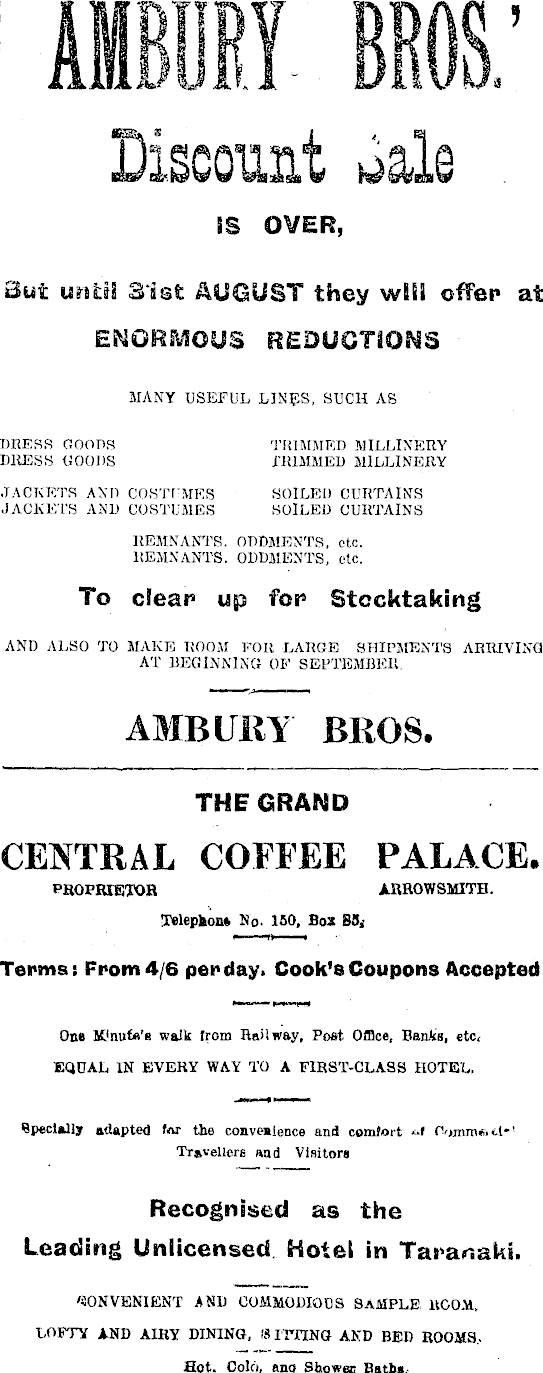 AMBURY BROS.'
Discount Sale
IS OVER,
But until 31st AUGUST they will offer at
ENORMOUS REDUCTIONS
MANY USEFUL LINES, SUCH AS
DRESS GOODS TRIMMED MILLINERY
DRESS GOODS TRIMMED MILLINERY
JACKETS AND COSTUMES SOILED CURTAINS
JACKETS AND COSTUMES SOILED CURTAINS
REMNANTS. ODDMENTS, etc.
REMNANTS. ODDMENTS, etc.
To clear up for Stocktaking
AND ALSO TO MAKE ROOM FOR LARGE SHIPMENTS ARRIVING
AT BEGINNING OF SEPTEMBER.
AMBURY BROS.
THE GRAND
CENTRAL COFFEE PALACE.
PROPRIETOR ARROWSMITH.
Telephone No. 150, Box 85,
Terms: From 4/6 per day. Cook's Coupons Accepted
One Minute's walk from Railway, Post Office, Banks, etc.
EQUAL IN EVERY WAY TO A FIRST-CLASS HOTEL.
Specially adapted for the convenience and comfort of Commercial
Travellers and Visitors
Recognised as the
Leading Unlicensed Hotel in Taranaki.
CONVENIENT AND COMMODIOUS SAMPLE ROOM,
LOFTY AND AIRY DINING, SITTING AND BED ROOMS,
Hot, Cold, and Shower Baths.